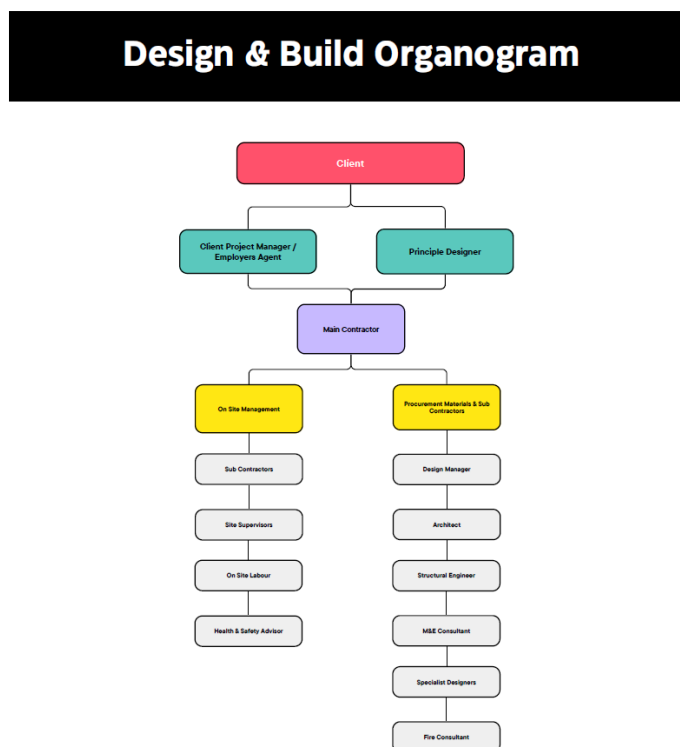 Design & Build Organogram
Client
Client Project Manager /
Employers Agent
Principle Designer
Main Contractor
On Site Management
Procurement Materials & Sub
Contractors
Sub Contractors
Design Manager
Site Supervisors
Architect
On Site Labour
Structural Engineer
Health & Safety Advisor
M&E Consultant
Specialist Designers
Fire Consultant